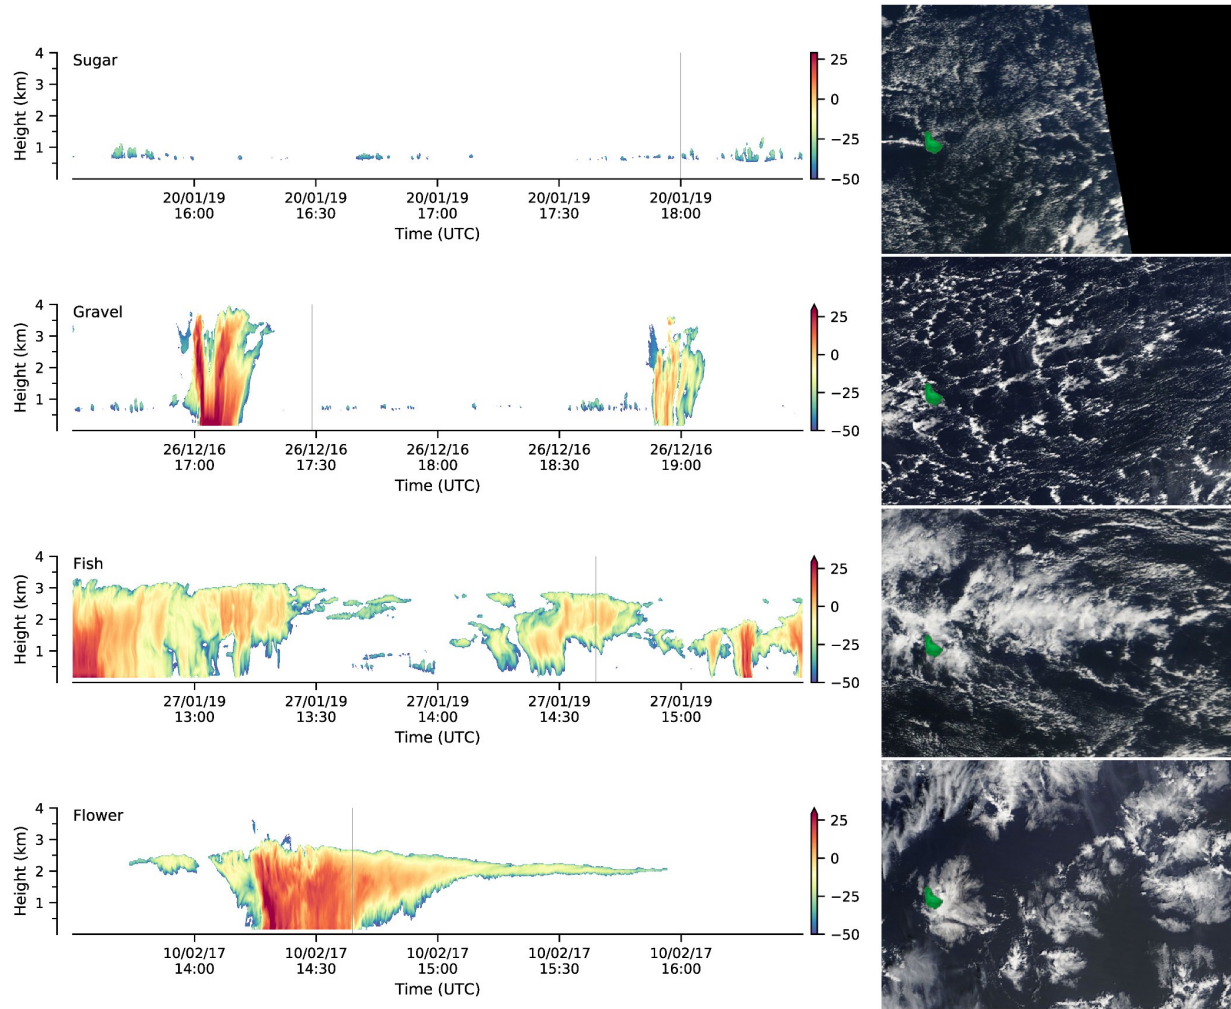 Sugar
Height (km)
4
3
2
1
25
0
−25
−50
20/01/19 20/01/19 20/01/19 20/01/19 20/01/19
16:00 16:30 17:00 17:30 18:00
Time (UTC)
Gravel
Height (km)
4
3
2
1
25
0
−25
−50
26/12/16 26/12/16 26/12/16 26/12/16 26/12/16
17:00 17:30 18:00 18:30 19:00
Time (UTC)
Fish
Height (km)
4
3
2
1
25
0
−25
−50
27/01/19 27/01/19 27/01/19 27/01/19 27/01/19
13:00 13:30 14:00 14:30 15:00
Time (UTC)
Flower
Height (km)
4
3
2
1
25
0
−25
−50
10/02/17 10/02/17 10/02/17 10/02/17 10/02/17
14:00 14:30 15:00 15:30 16:00
Time (UTC)